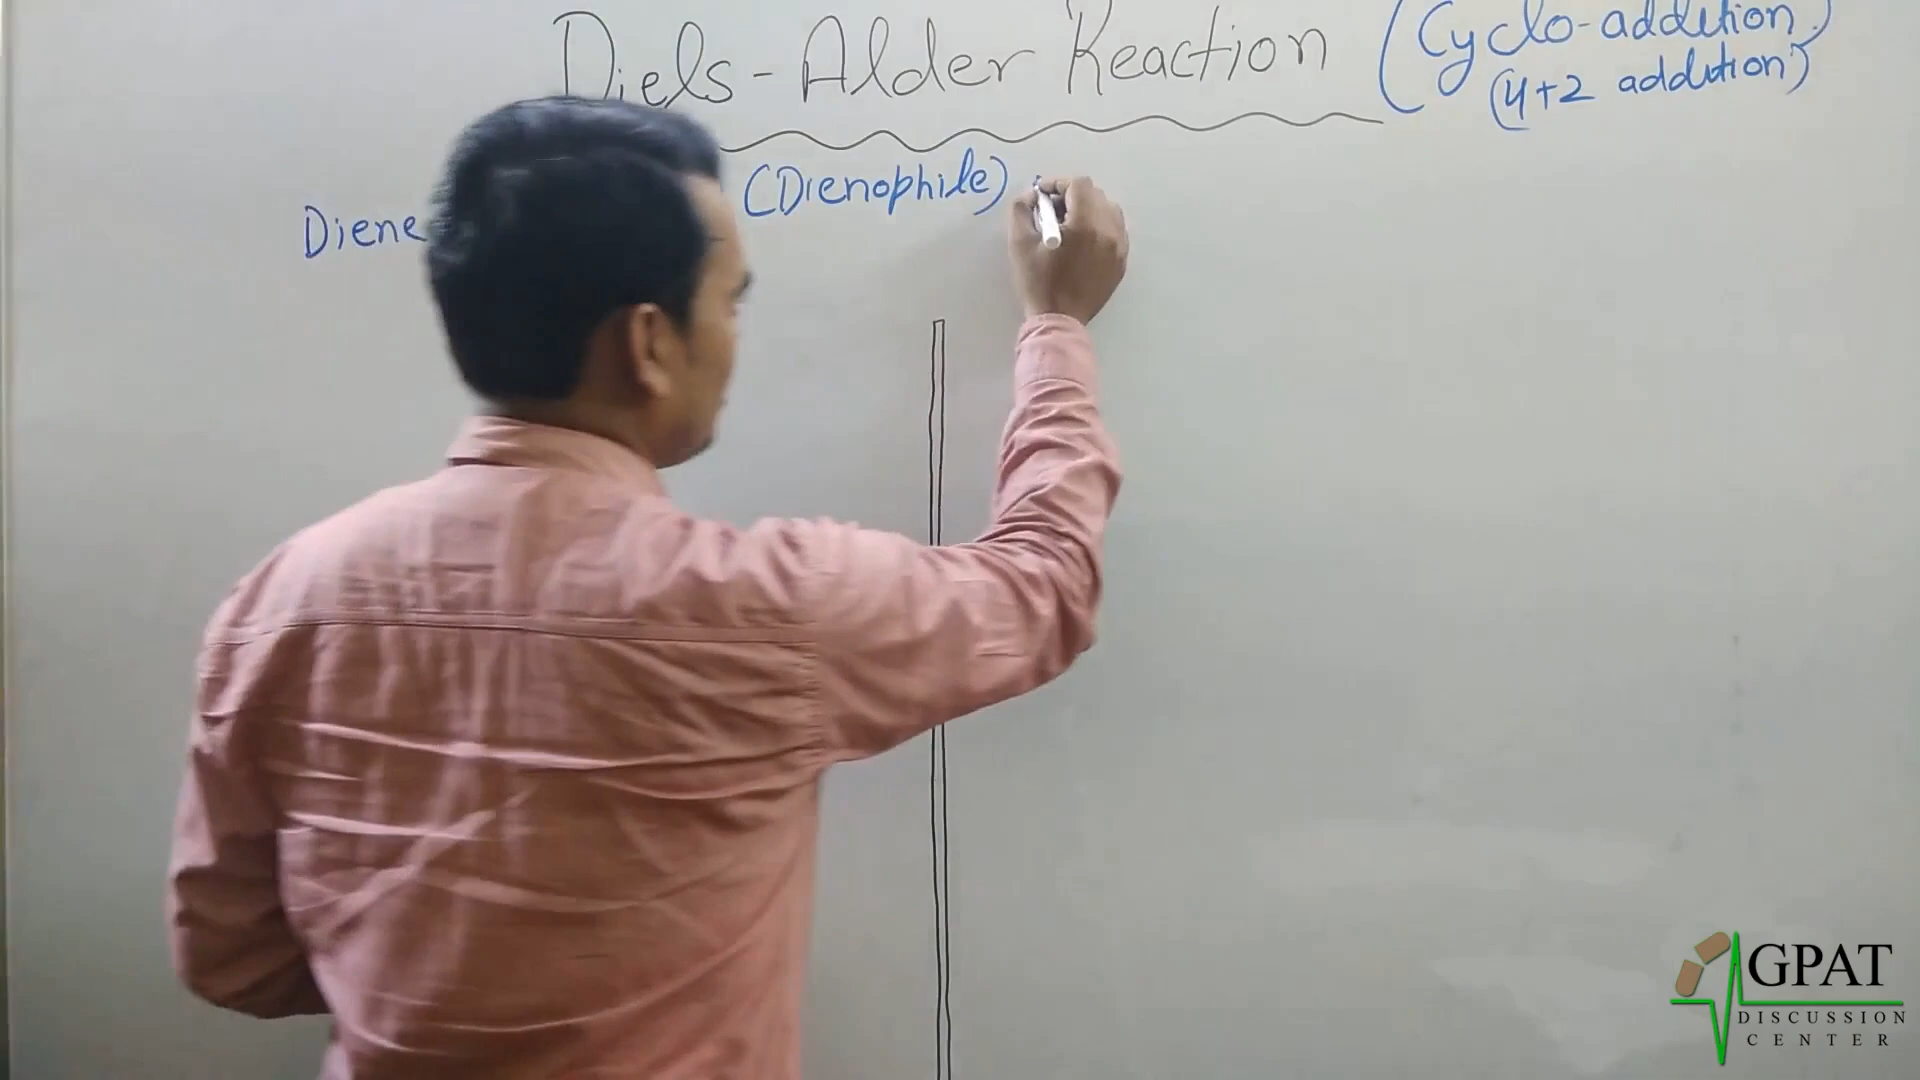 Diels-Alder Reaction (Cyclo-addition)
(4+2 addition)
(Dienophile)
Diene
GPAT
DISCUSSION
CENTER